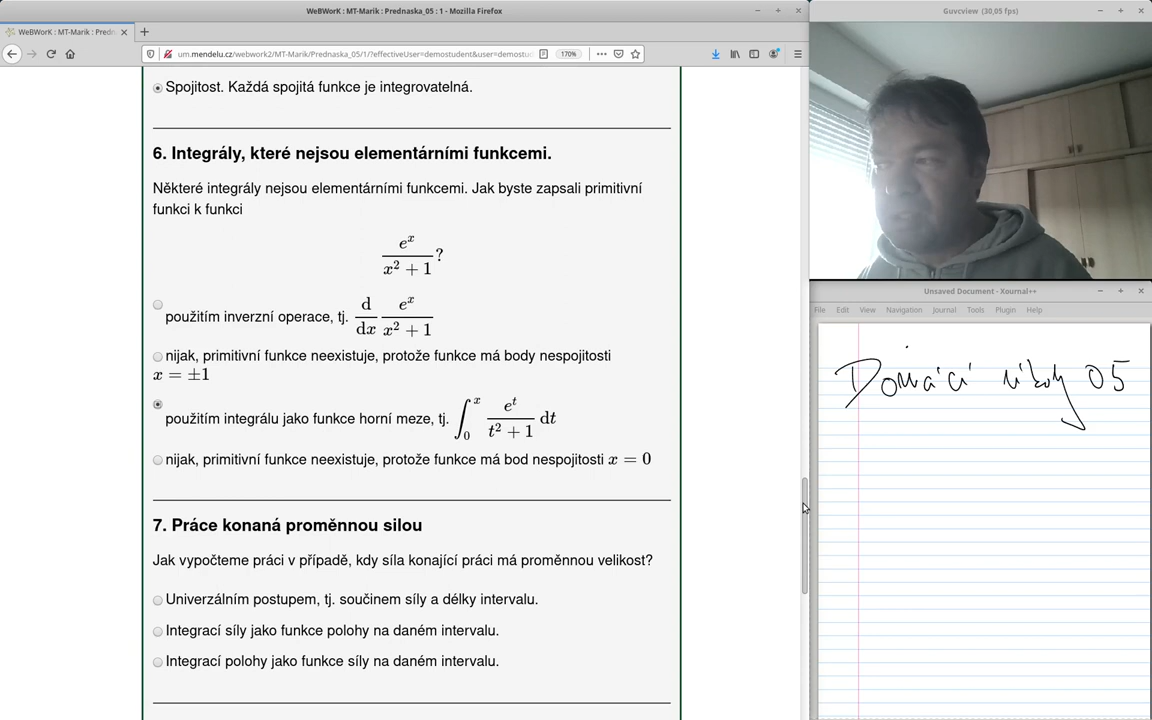 WeBWorK : MT-Marik : Prednaska_05 : 1 - Mozilla Firefox
WeBWorK : MT-Marik : Predn
um.mendelu.cz/webwork2/MT-Marik/Prednaska_05/1/?effectiveUser=demostudent&user=demostu
170%
Spojitost. Každá spojitá funkce je integrovatelná.
6. Integrály, které nejsou elementárními funkcemi.
Některé integrály nejsou elementárními funkcemi. Jak byste zapsali primitivní
funkci k funkci
e^x / (x^2 + 1) ?
použitím inverzní operace, tj. d/dx e^x / (x^2 + 1)
nijak, primitivní funkce neexistuje, protože funkce má body nespojitosti
x = ±1
použitím integrálu jako funkce horní meze, tj. ∫_0^x e^t / (t^2 + 1) dt
nijak, primitivní funkce neexistuje, protože funkce má bod nespojitosti x = 0
7. Práce konaná proměnnou silou
Jak vypočteme práci v případě, kdy síla konající práci má proměnnou velikost?
Univerzálním postupem, tj. součinem síly a délky intervalu.
Integrací síly jako funkce polohy na daném intervalu.
Integrací polohy jako funkce síly na daném intervalu.
Guvcview (30,05 fps)
Unsaved Document - Xournal++
File Edit View Navigation Journal Tools Plugin Help
Domácí úkoly 05